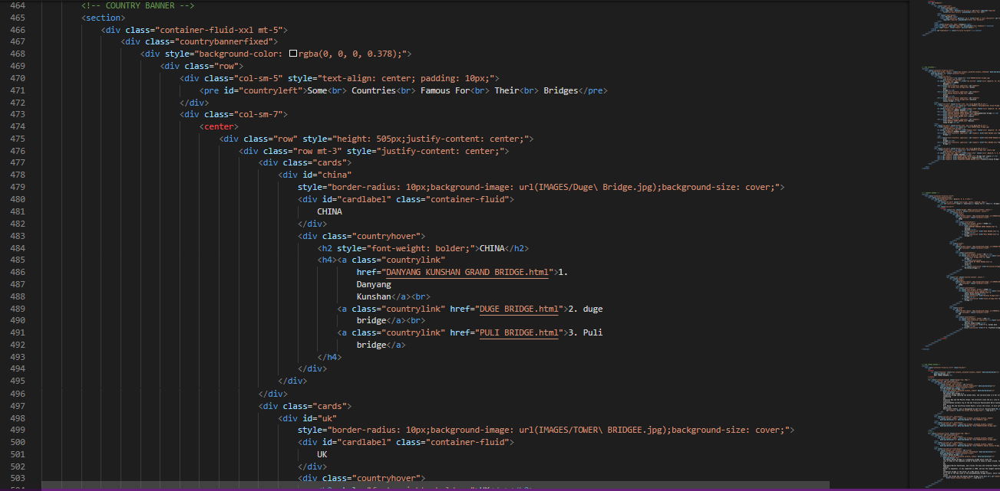 464 <!-- COUNTRY BANNER -->
465 <section>
466 <div class="container-fluid-xxl mt-5">
467 <div class="countrybannerfixed">
468 <div style="background-color: rgba(0, 0, 0, 0.378);">
469 <div class="row">
470 <div class="col-sm-5" style="text-align: center; padding: 10px;">
471 <pre id="countryleft">Some<br> Countries<br> Famous For<br> Their<br> Bridges</pre>
472 </div>
473 <div class="col-sm-7">
474 <center>
475 <div class="row" style="height: 505px;justify-content: center;">
476 <div class="row mt-3" style="justify-content: center;">
477 <div class="cards">
478 <div id="china"
479 style="border-radius: 10px;background-image: url(IMAGES/Duge\ Bridge.jpg);background-size: cover;">
480 <div id="cardlabel" class="container-fluid">
481 CHINA
482 </div>
483 <div class="countryhover">
484 <h2 style="font-weight: bolder;">CHINA</h2>
485 <h4><a class="countrylink"
486 href="DANYANG KUNSHAN GRAND BRIDGE.html">1.
487 Danyang
488 Kunshan</a><br>
489 <a class="countrylink" href="DUGE BRIDGE.html">2. duge
490 bridge</a><br>
491 <a class="countrylink" href="PULI BRIDGE.html">3. Puli
492 bridge</a>
493 </h4>
494 </div>
495 </div>
496 </div>
497 <div class="cards">
498 <div id="uk"
499 style="border-radius: 10px;background-image: url(IMAGES/TOWER\ BRIDGEE.jpg);background-size: cover;">
500 <div id="cardlabel" class="container-fluid">
501 UK
502 </div>
503 <div class="countryhover">